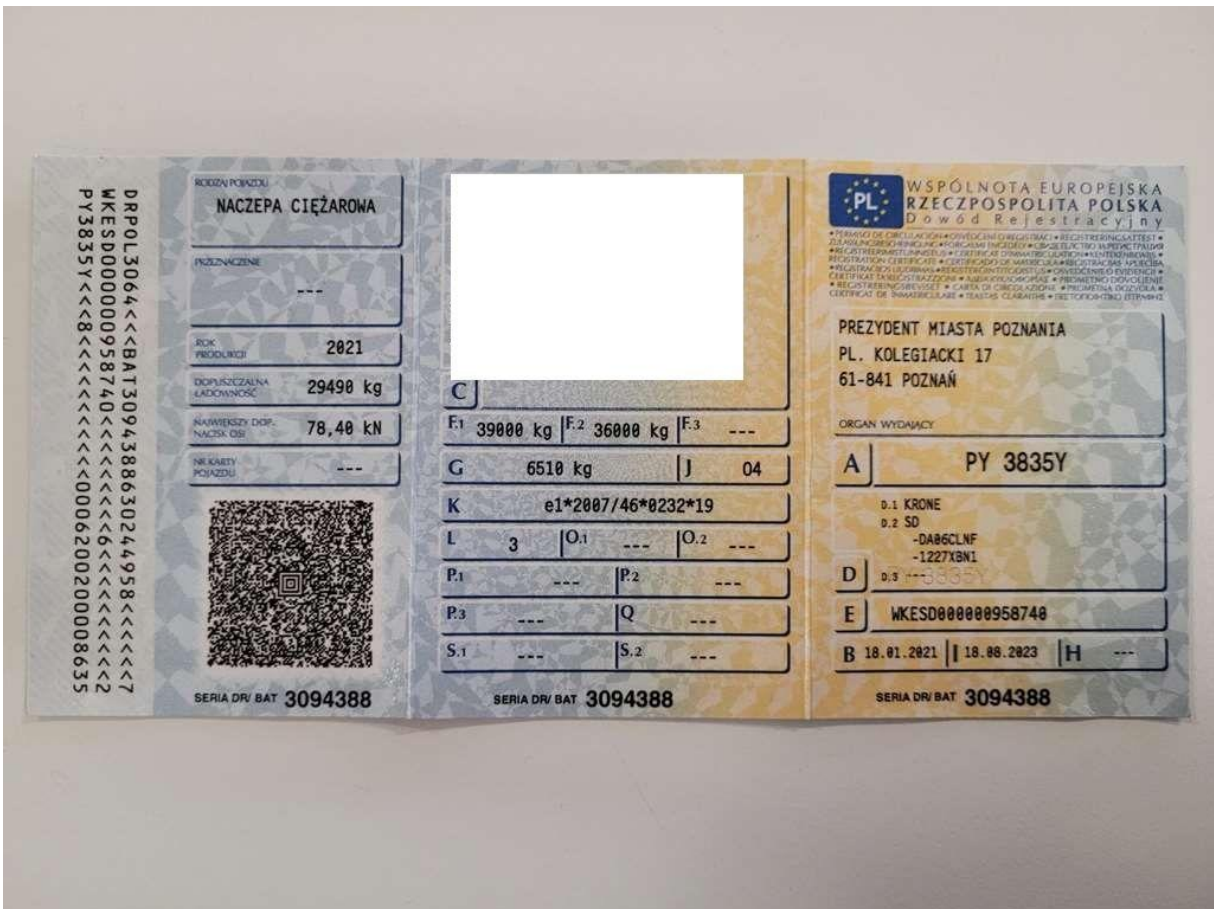 DRPOL3064<<<BAT3094388630244958<<<<<<7
WKESD000000958740<<<<<<<6<<<<<<<<<<<<2
PY3835Y<<<8<<<<<<<<<<<0006200200008635
RODZAJ POJAZDU
NACZEPA CIĘŻAROWA
PRZEZNACZENIE
---
ROK PRODUKCJI 2021
DOPUSZCZALNA ŁADOWNOŚĆ 29490 kg
NAJWIĘKSZY DOP. NACISK OSI 78,40 kN
NR KARTY POJAZDU ---
SERIA DR/ BAT 3094388
C
F.1 39000 kg F.2 36000 kg F.3 ---
G 6510 kg J 04
K e1*2007/46*0232*19
L 3 O.1 --- O.2 ---
P.1 --- P.2 ---
P.3 --- Q ---
S.1 --- S.2 ---
SERIA DR/ BAT 3094388
PL
WSPÓLNOTA EUROPEJSKA
RZECZPOSPOLITA POLSKA
Dowód Rejestracyjny
PREZYDENT MIASTA POZNANIA
PL. KOLEGIACKI 17
61-841 POZNAŃ
ORGAN WYDAJĄCY
A PY 3835Y
D.1 KRONE
D.2 SD
-DA06CLNF
-1227XBN1
D D.3 ---
3835Y
E WKESD000000958740
B 18.01.2021 I 18.08.2023 H ---
SERIA DR/ BAT 3094388